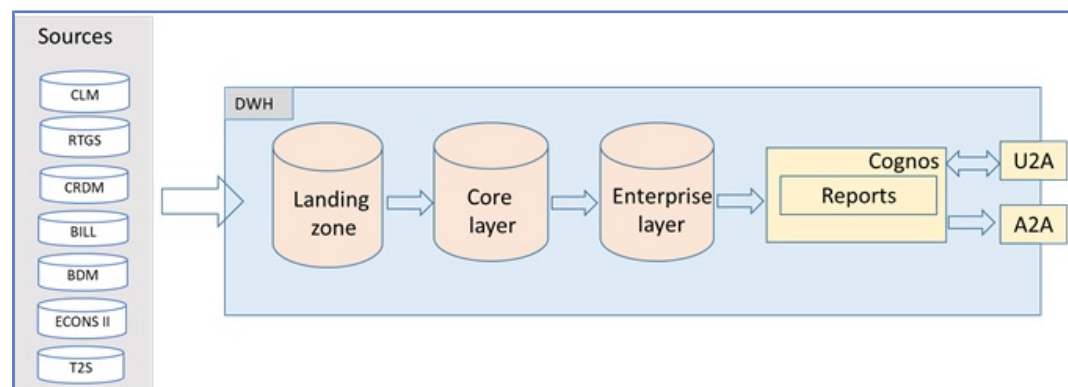 Sources
CLM
RTGS
CRDM
BILL
BDM
ECONS II
T2S
DWH
Landing
zone
Core
layer
Enterprise
layer
Cognos
Reports
U2A
A2A